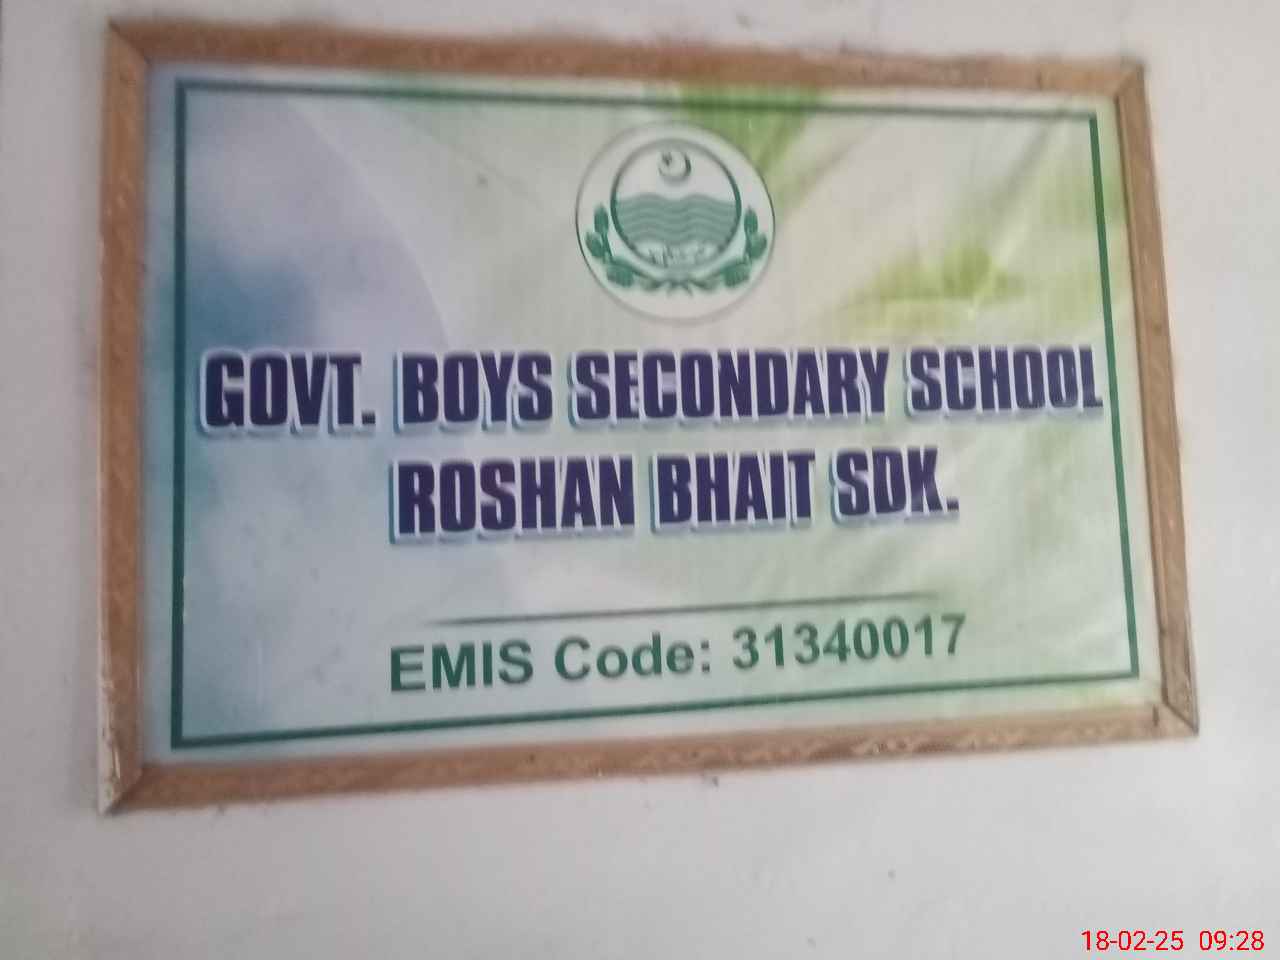 GOVT. BOYS SECONDARY SCHOOL
ROSHAN BHAIT SDK.
EMIS Code: 31340017
18-02-25 09:28